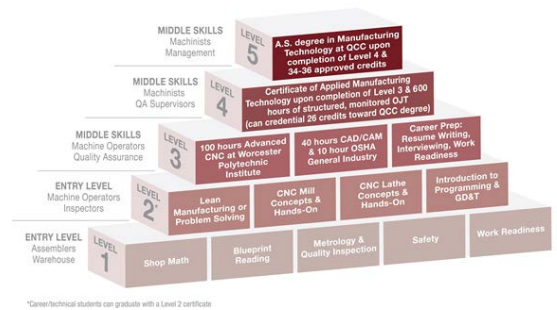 MIDDLE SKILLS
Machinists
Management
LEVEL
5
A.S. degree in Manufacturing
Technology at QCC upon
completion of Level 4 &
34-36 approved credits
MIDDLE SKILLS
Machinists
QA Supervisors
LEVEL
4
Certificate of Applied Manufacturing
Technology upon completion of Level 3 & 600
hours of structured, monitored OJT
(can credential 26 credits toward QCC degree)
MIDDLE SKILLS
Machine Operators
Quality Assurance
LEVEL
3
100 hours Advanced
CNC at Worcester
Polytechnic
Institute
40 hours CAD/CAM
& 10 hour OSHA
General Industry
Career Prep:
Resume Writing,
Interviewing, Work
Readiness
ENTRY LEVEL
Machine Operators
Inspectors
LEVEL
2*
Lean
Manufacturing or
Problem Solving
CNC Mill
Concepts &
Hands-On
CNC Lathe
Concepts &
Hands-On
Introduction to
Programming &
GD&T
ENTRY LEVEL
Assemblers
Warehouse
LEVEL
1
Shop Math
Blueprint
Reading
Metrology &
Quality Inspection
Safety
Work Readiness
*Career/technical students can graduate with a Level 2 certificate